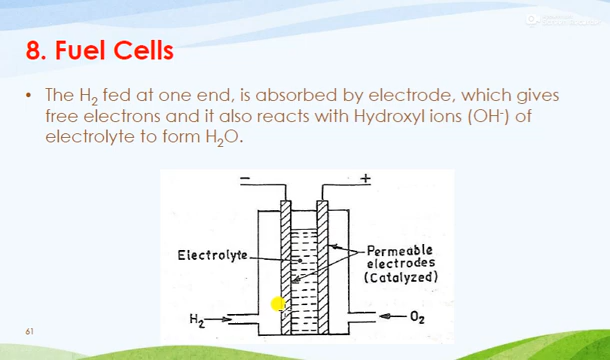 8. Fuel Cells
• The H₂ fed at one end, is absorbed by electrode, which gives
free electrons and it also reacts with Hydroxyl ions (OH-) of
electrolyte to form H₂O.
− +
Electrolyte
Permeable
electrodes
(Catalyzed)
H₂
O₂
61